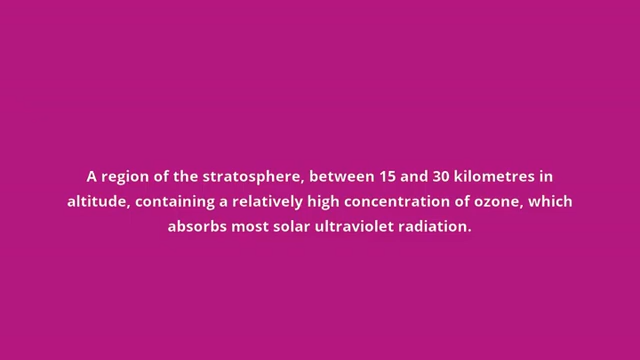 A region of the stratosphere, between 15 and 30 kilometres in
altitude, containing a relatively high concentration of ozone, which
absorbs most solar ultraviolet radiation.